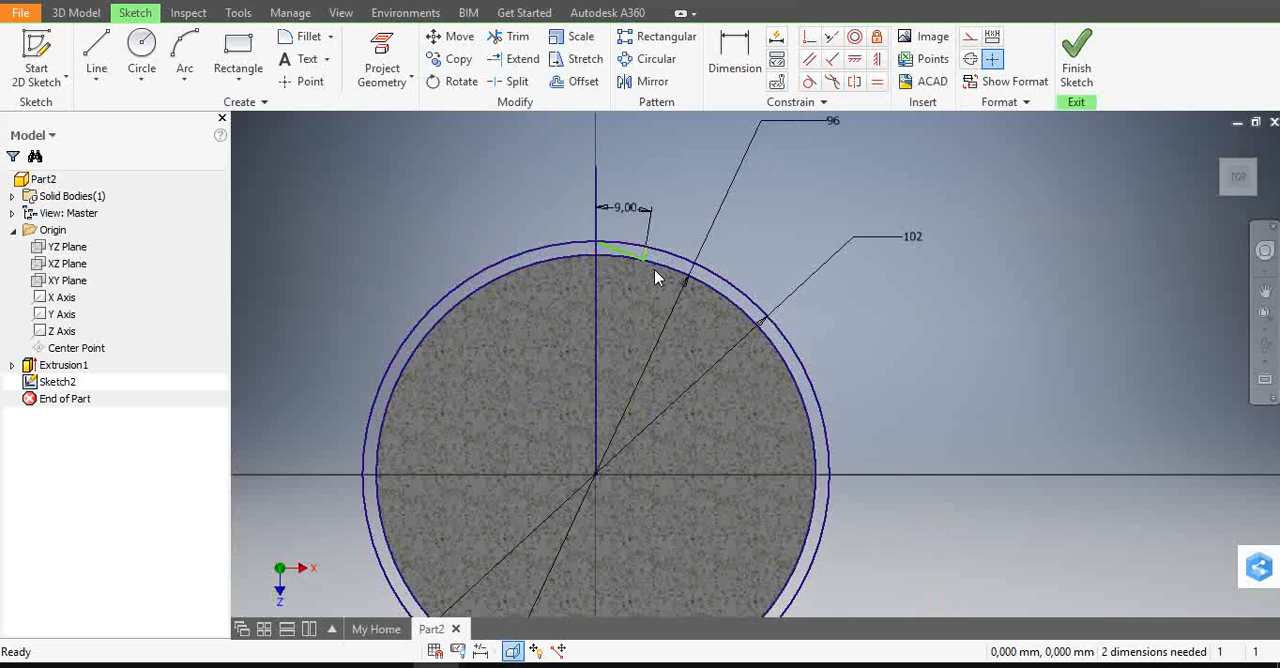 File 3D Model Sketch Inspect Tools Manage View Environments BIM Get Started Autodesk A360
Start
2D Sketch
Line
Circle
Arc
Rectangle
Fillet
Text
Point
Project
Geometry
Move
Copy
Rotate
Trim
Extend
Split
Scale
Stretch
Offset
Rectangular
Circular
Mirror
Dimension
Image
Points
ACAD
Show Format
Finish
Sketch
Sketch Create Modify Pattern Constrain Insert Format Exit
Model
Part2
Solid Bodies(1)
View: Master
Origin
YZ Plane
XZ Plane
XY Plane
X Axis
Y Axis
Z Axis
Center Point
Extrusion1
Sketch2
End of Part
96
9,00
102
TOP
X
Z
My Home Part2
Ready 0,000 mm, 0,000 mm 2 dimensions needed 1 1